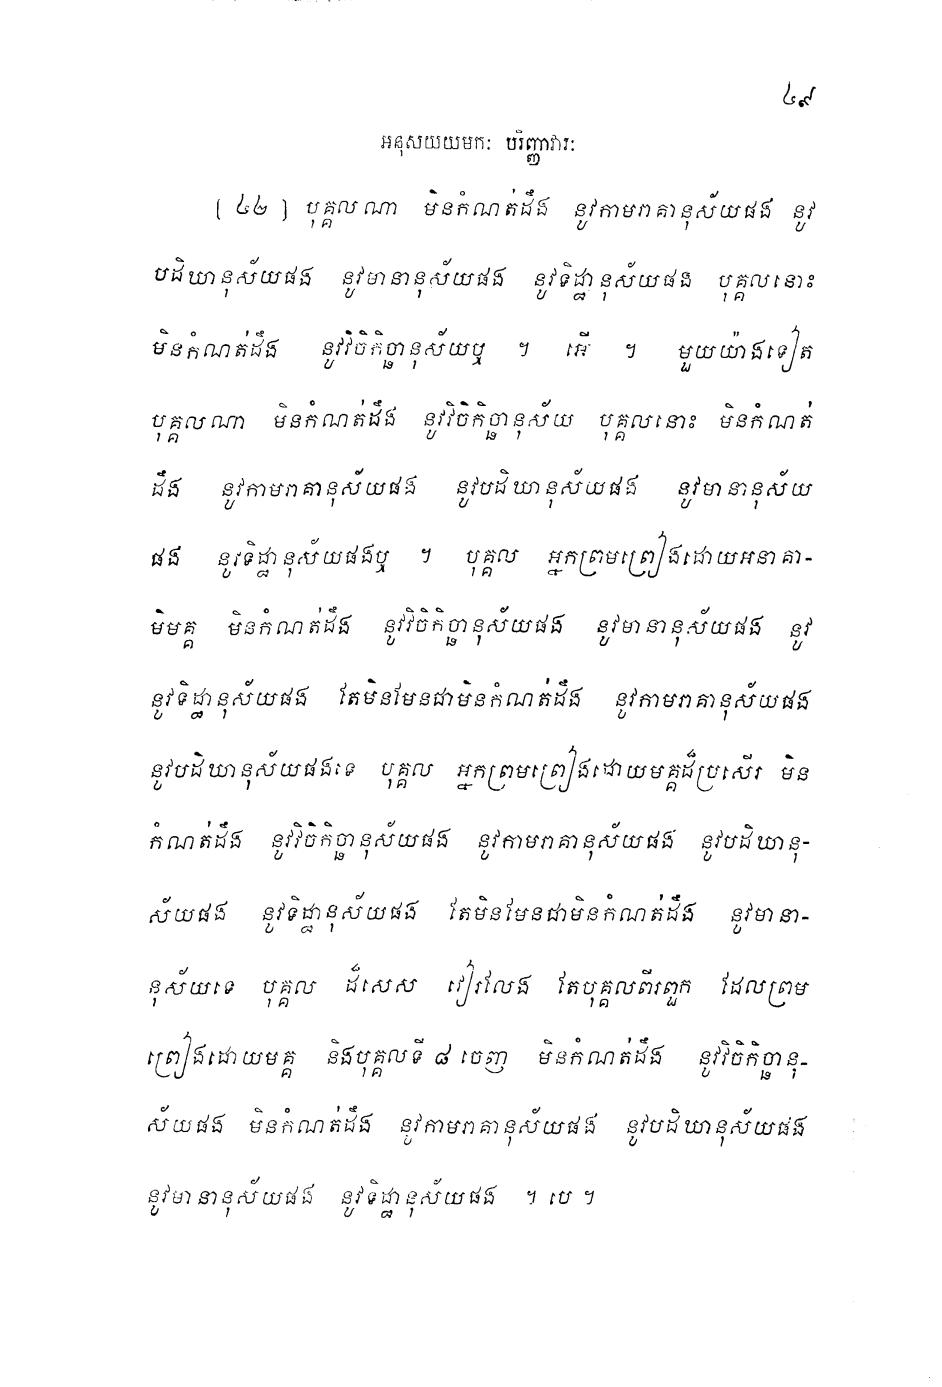 ៤៩
អនុសយយមក: បរិញ្ញាវារ:
[ ៤២ ] បុគ្គលណា មិនកំណត់ដឹង នូវកាមរាគានុស័យផង នូវ
បដិឃានុស័យផង នូវមានានុស័យផង នូវទិដ្ឋានុស័យផង បុគ្គលនោះ
មិនកំណត់ដឹង នូវវិចិកិច្ឆានុស័យឬ ។ អើ ។ មួយយ៉ាងទៀត
បុគ្គលណា មិនកំណត់ដឹង នូវវិចិកិច្ឆានុស័យ បុគ្គលនោះ មិនកំណត់
ដឹង នូវកាមរាគានុស័យផង នូវបដិឃានុស័យផង នូវមានានុស័យ
ផង នូវទិដ្ឋានុស័យផងឬ ។ បុគ្គល អ្នកព្រមព្រៀងដោយអនាគា-
មិមគ្គ មិនកំណត់ដឹង នូវវិចិកិច្ឆានុស័យផង នូវមានានុស័យផង នូវ
នូវទិដ្ឋានុស័យផង តែមិនមែនជាមិនកំណត់ដឹង នូវកាមរាគានុស័យផង
នូវបដិឃានុស័យផងទេ បុគ្គល អ្នកព្រមព្រៀងដោយមគ្គដ៏ប្រសើរ មិន
កំណត់ដឹង នូវវិចិកិច្ឆានុស័យផង នូវកាមរាគានុស័យផង នូវបដិឃានុ-
ស័យផង នូវទិដ្ឋានុស័យផង តែមិនមែនជាមិនកំណត់ដឹង នូវមានា-
នុស័យទេ បុគ្គល ដ៏សេស វៀរលែង តែបុគ្គលពីរពួក ដែលព្រម
ព្រៀងដោយមគ្គ និងបុគ្គលទី ៨ ចេញ មិនកំណត់ដឹង នូវវិចិកិច្ឆានុ-
ស័យផង មិនកំណត់ដឹង នូវកាមរាគានុស័យផង នូវបដិឃានុស័យផង
នូវមានានុស័យផង នូវទិដ្ឋានុស័យផង ។ បេ ។